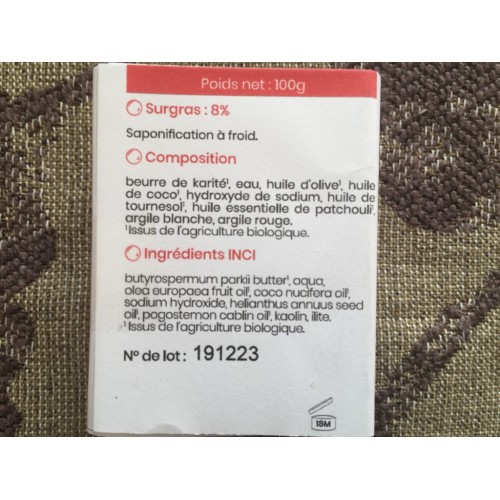 Poids net : 100g
Surgras : 8%
Saponification à froid.
Composition
beurre de karité¹, eau, huile d'olive¹, huile
de coco¹, hydroxyde de sodium, huile de
tournesol¹, huile essentielle de patchouli¹,
argile blanche, argile rouge.
¹Issus de l'agriculture biologique.
Ingrédients INCI
butyrospermum parkii butter¹, aqua,
olea europaea fruit oil¹, coco nucifera oil¹,
sodium hydroxide, helianthus annuus seed
oil¹, pogostemon cablin oil¹, kaolin, ilite.
¹ Issus de l'agriculture biologique.
N° de lot : 191223
18M